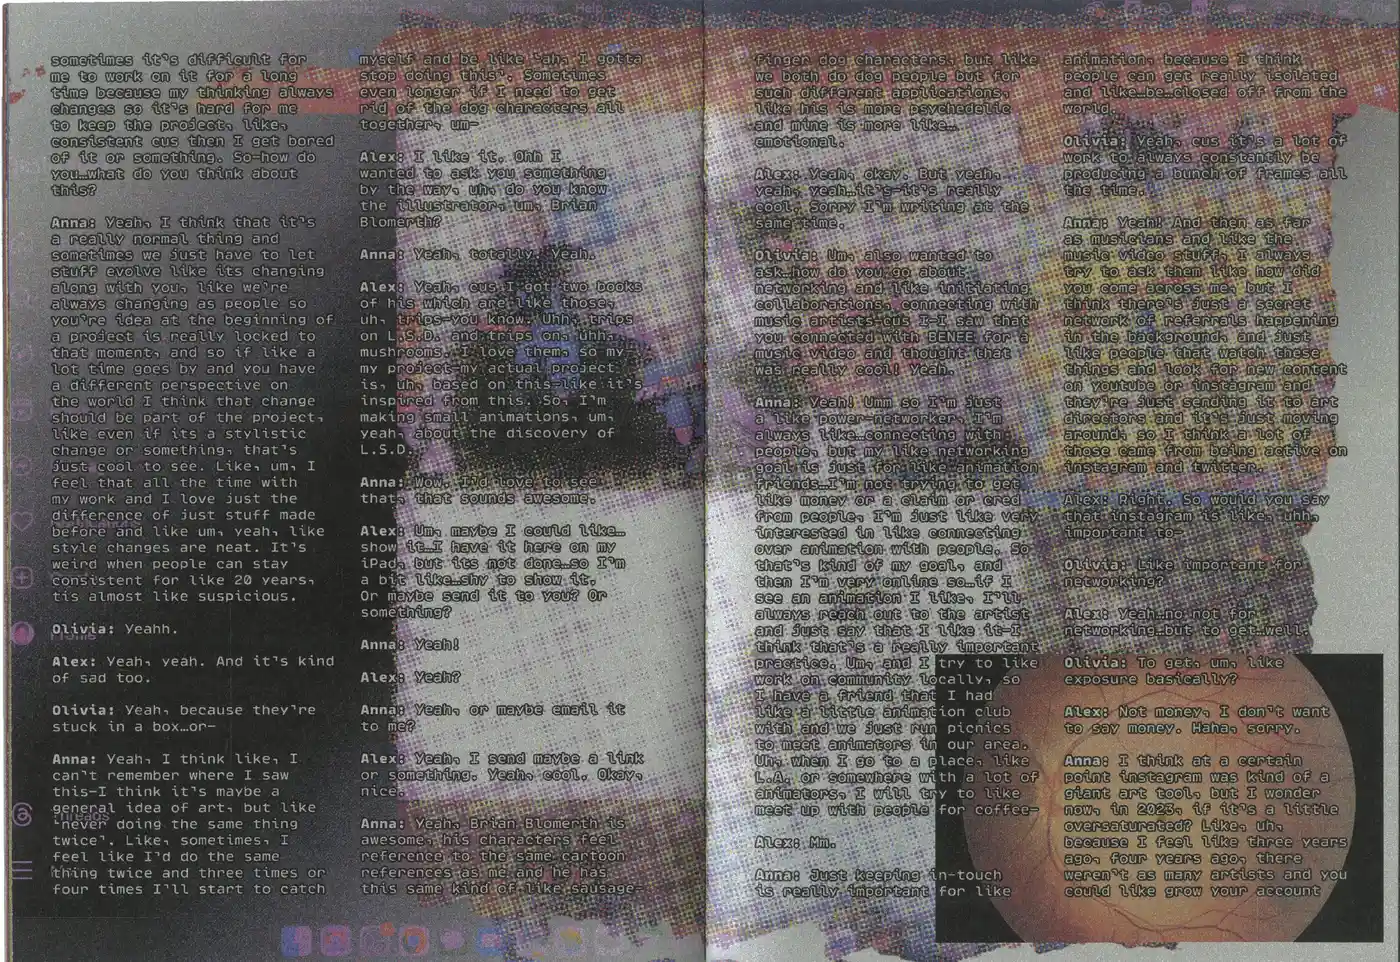 Window Help
sometimes it's difficult for
me to work on it for a long
time because my thinking always
changes so it's hard for me
to keep the project, like,
consistent cus then I get bored
of it or something. So-how do
you…what do you think about
this?
Anna: Yeah, I think that it's
a really normal thing and
sometimes we just have to let
stuff evolve like its changing
along with you, like we're
always changing as people so
you're idea at the beginning of
a project is really locked to
that moment, and so if like a
lot time goes by and you have
a different perspective on
the world I think that change
should be part of the project,
like even if its a stylistic
change or something, that's
just cool to see. Like, um, I
feel that all the time with
my work and I love just the
difference of just stuff made
before and like um, yeah, like
style changes are neat. It's
weird when people can stay
consistent for like 20 years,
tis almost like suspicious.
Olivia: Yeahh.
Alex: Yeah, yeah. And it's kind
of sad too.
Olivia: Yeah, because they're
stuck in a box…or-
Anna: Yeah, I think like, I
can't remember where I saw
this-I think it's maybe a
general idea of art, but like
'never doing the same thing
twice'. Like, sometimes, I
feel like I'd do the same
thing twice and three times or
four times I'll start to catch
Threads
myself and be like 'ah, I gotta
stop doing this'. Sometimes
even longer if I need to get
rid of the dog characters all
together, um-
Alex: I like it. Ohh I
wanted to ask you something
by the way, uh, do you know
the illustrator, um, Brian
Blomerth?
Anna: Yeah, totally. Yeah.
Alex: Yeah, cus I got two books
of his which are like those,
uh, trips-you know. Uhh, trips
on L.S.D. and trips on, uhh,
mushrooms. I love them, so my
my project-my actual project
is, uh, based on this-like it's
inspired from this. So, I'm
making small animations, um,
yeah, about the discovery of
L.S.D.
Anna: Wow. I'd love to see
that, that sounds awesome.
Alex: Um, maybe I could like…
show it…I have it here on my
iPad, but its not done…so I'm
a bit like…shy to show it.
Or maybe send it to you? Or
something?
Anna: Yeah!
Alex: Yeah?
Anna: Yeah, or maybe email it
to me?
Alex: Yeah, I send maybe a link
or something. Yeah, cool. Okay,
nice.
Anna: Yeah, Brian Blomerth is
awesome, his characters feel
reference to the same cartoon
references as me and he has
this same kind of like sausage-
finger dog characters, but like
we both do dog people but for
such different applications,
like his is more psychedelic
and mine is more like…
emotional.
Alex: Yeah, okay. But yeah,
yeah, yeah…it's-it's really
cool. Sorry I'm writing at the
same time.
Olivia: Um, also wanted to
ask…how do you go about
networking and like initiating
collaborations, connecting with
music artists-cus I-I saw that
you connected with BENEE for a
music video and thought that
was really cool! Yeah.
Anna: Yeah! Umm so I'm just
a like power-networker, I'm
always like…connecting with
people, but my like networking
goal is just for like animation
friends…I'm not trying to get
like money or a claim or cred
from people, I'm just like very
interested in like connecting
over animation with people. So
that's kind of my goal, and
then I'm very online so…if I
see an animation I like, I'll
always reach out to the artist
and just say that I like it-I
think that's a really important
practice. Um, and I try to like
work on community locally, so
I have a friend that I had
like a little animation club
with and we just run picnics
to meet animators in our area.
Uh, when I go to a place, like
L.A. or somewhere with a lot of
animators, I will try to like
meet up with people for coffee-
Alex: Mm.
Anna: Just keeping in-touch
is really important for like
animation, because I think
people can get really isolated
and like…be…closed off from the
world.
Olivia: Yeah, cus it's a lot of
work to always constantly be
producing a bunch of frames all
the time.
Anna: Yeah! And then as far
as musicians and like the
music video stuff, I always
try to ask them like how did
you come across me, but I
think there's just a secret
network of referrals happening
in the background, and just
like people that watch these
things and look for new content
on youtube or instagram and
they're just sending it to art
directors and it's just moving
around, so I think a lot of
those came from being active on
instagram and twitter.
Alex: Right. So would you say
that instagram is like, uhh,
important to-
Olivia: Like important for
networking?
Alex: Yeah…no not for
networking…but to get…well,
Olivia: To get, um, like
exposure basically?
Alex: Not money, I don't want
to say money. Haha, sorry.
Anna: I think at a certain
point instagram was kind of a
giant art tool, but I wonder
now, in 2023, if it's a little
oversaturated? Like, uh,
because I feel like three years
ago, four years ago, there
weren't as many artists and you
could like grow your account